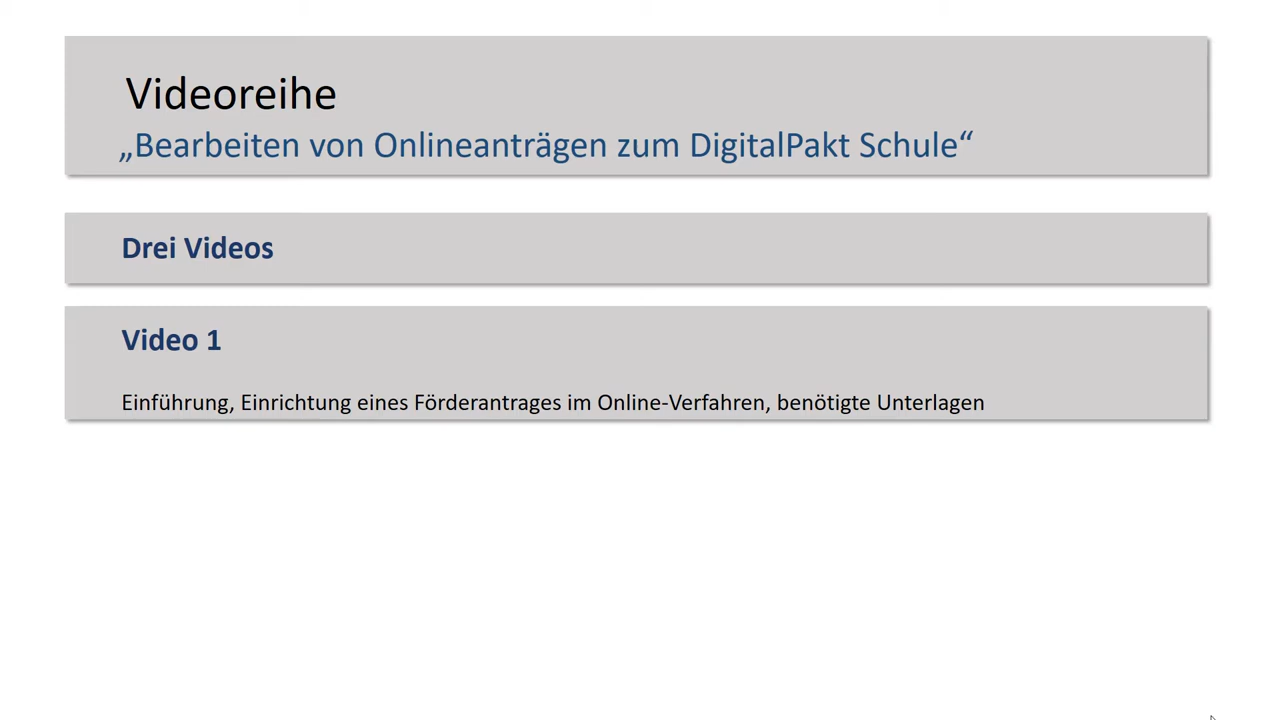 Videoreihe
„Bearbeiten von Onlineanträgen zum DigitalPakt Schule“
Drei Videos
Video 1
Einführung, Einrichtung eines Förderantrages im Online-Verfahren, benötigte Unterlagen